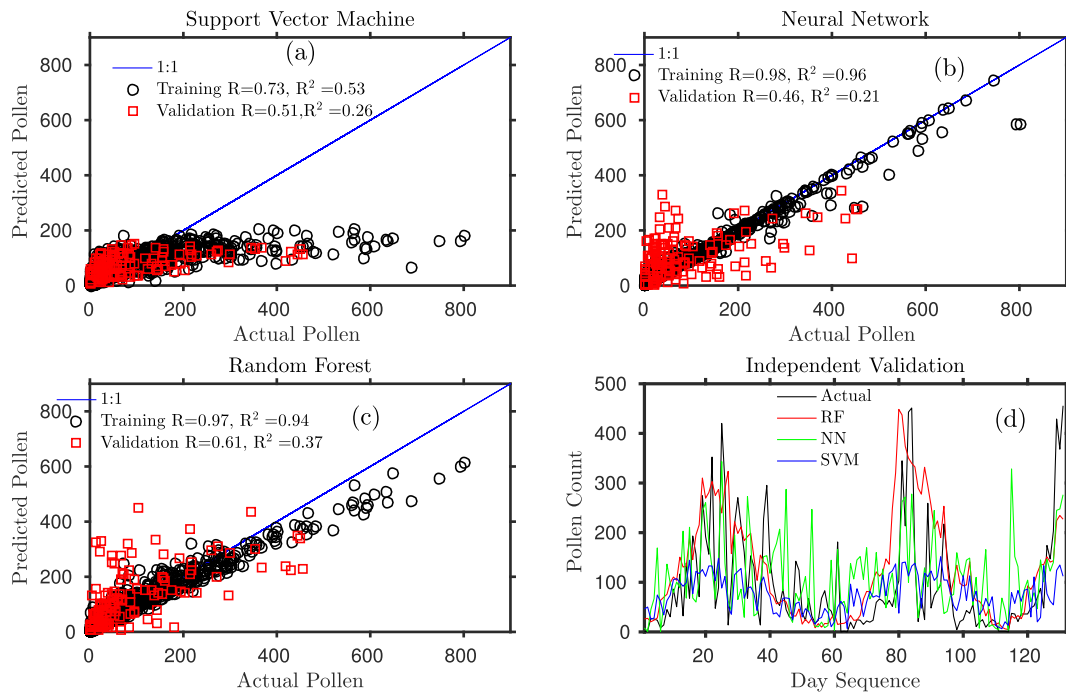 Support Vector Machine
(a)
1:1
Training R=0.73, R² =0.53
Validation R=0.51,R² =0.26
Predicted Pollen
800
600
400
200
0
0 200 400 600 800
Actual Pollen
Neural Network
(b)
1:1
Training R=0.98, R² =0.96
Validation R=0.46, R² =0.21
Predicted Pollen
800
600
400
200
0
0 200 400 600 800
Actual Pollen
Random Forest
(c)
1:1
Training R=0.97, R² =0.94
Validation R=0.61, R² =0.37
Predicted Pollen
800
600
400
200
0
0 200 400 600 800
Actual Pollen
Independent Validation
(d)
Actual
RF
NN
SVM
Pollen Count
500
400
300
200
100
0
20 40 60 80 100 120
Day Sequence